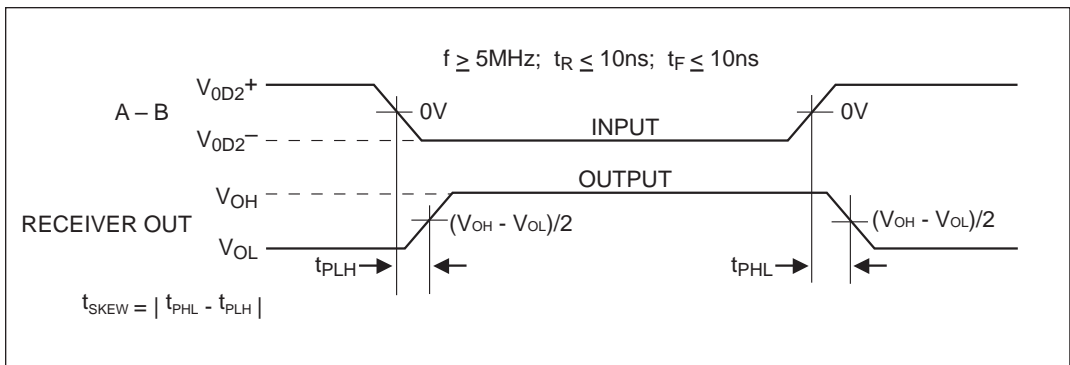 f ≥ 5MHz; tR ≤ 10ns; tF ≤ 10ns
V0D2+
A – B
0V
0V
V0D2–
INPUT
VOH
OUTPUT
RECEIVER OUT
(VOH - VOL)/2
(VOH - VOL)/2
VOL
tPLH
tPHL
tSKEW = | tPHL - tPLH |